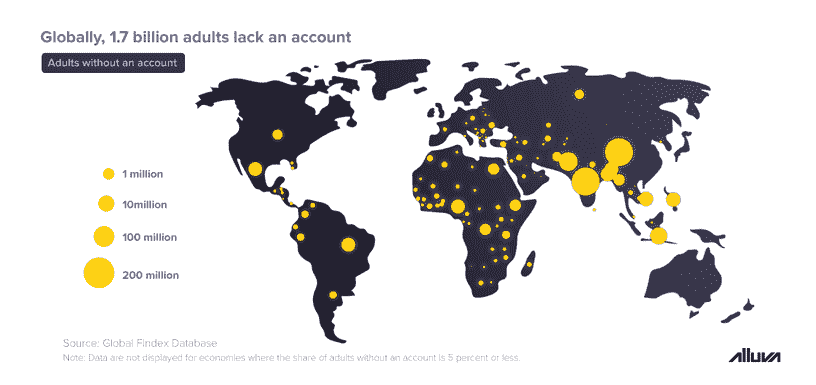 Globally, 1.7 billion adults lack an account
Adults without an account
1 million
10million
100 million
200 million
Source: Global Findex Database
Note: Data are not displayed for economies where the share of adults without an account is 5 percent or less.
alluva